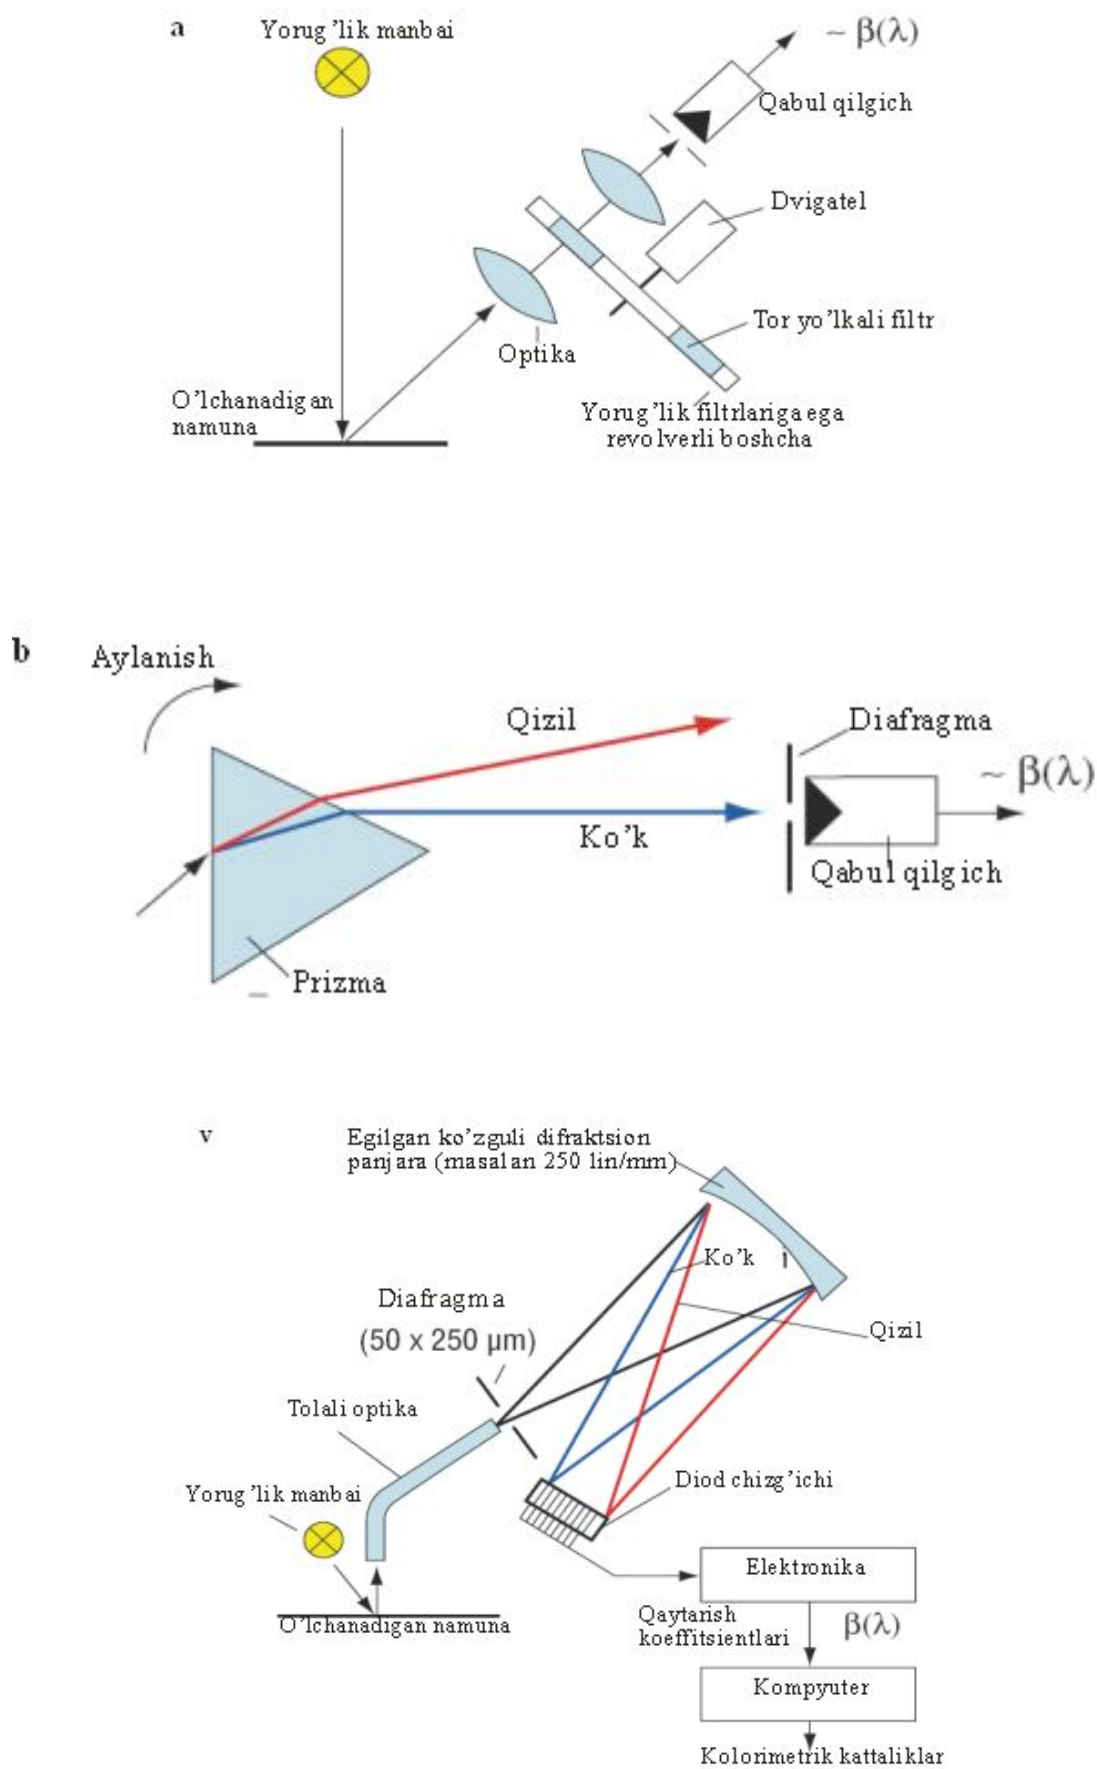 a
Yorug’lik manbai
~ β(λ)
Qabul qilgich
Dvigatel
Tor yo’lkali filtr
Optika
O’lchanadigan
namuna
Yorug’lik filtrlariga ega
revolverli boshcha
b
Aylanish
Qizil
Diafragma
~ β(λ)
Ko’k
Qabul qilgich
Prizma
v
Egilgan ko’zguli difraktsion
panjara (masalan 250 lin/mm)
Ko’k
Diafragma
(50 x 250 μm)
Qizil
Tolali optika
Yorug’lik manbai
Diod chizg’ichi
Elektronika
O’lchanadigan namuna
Qaytarish
koeffitsientlari
β(λ)
Kompyuter
Kolorimetrik kattaliklar